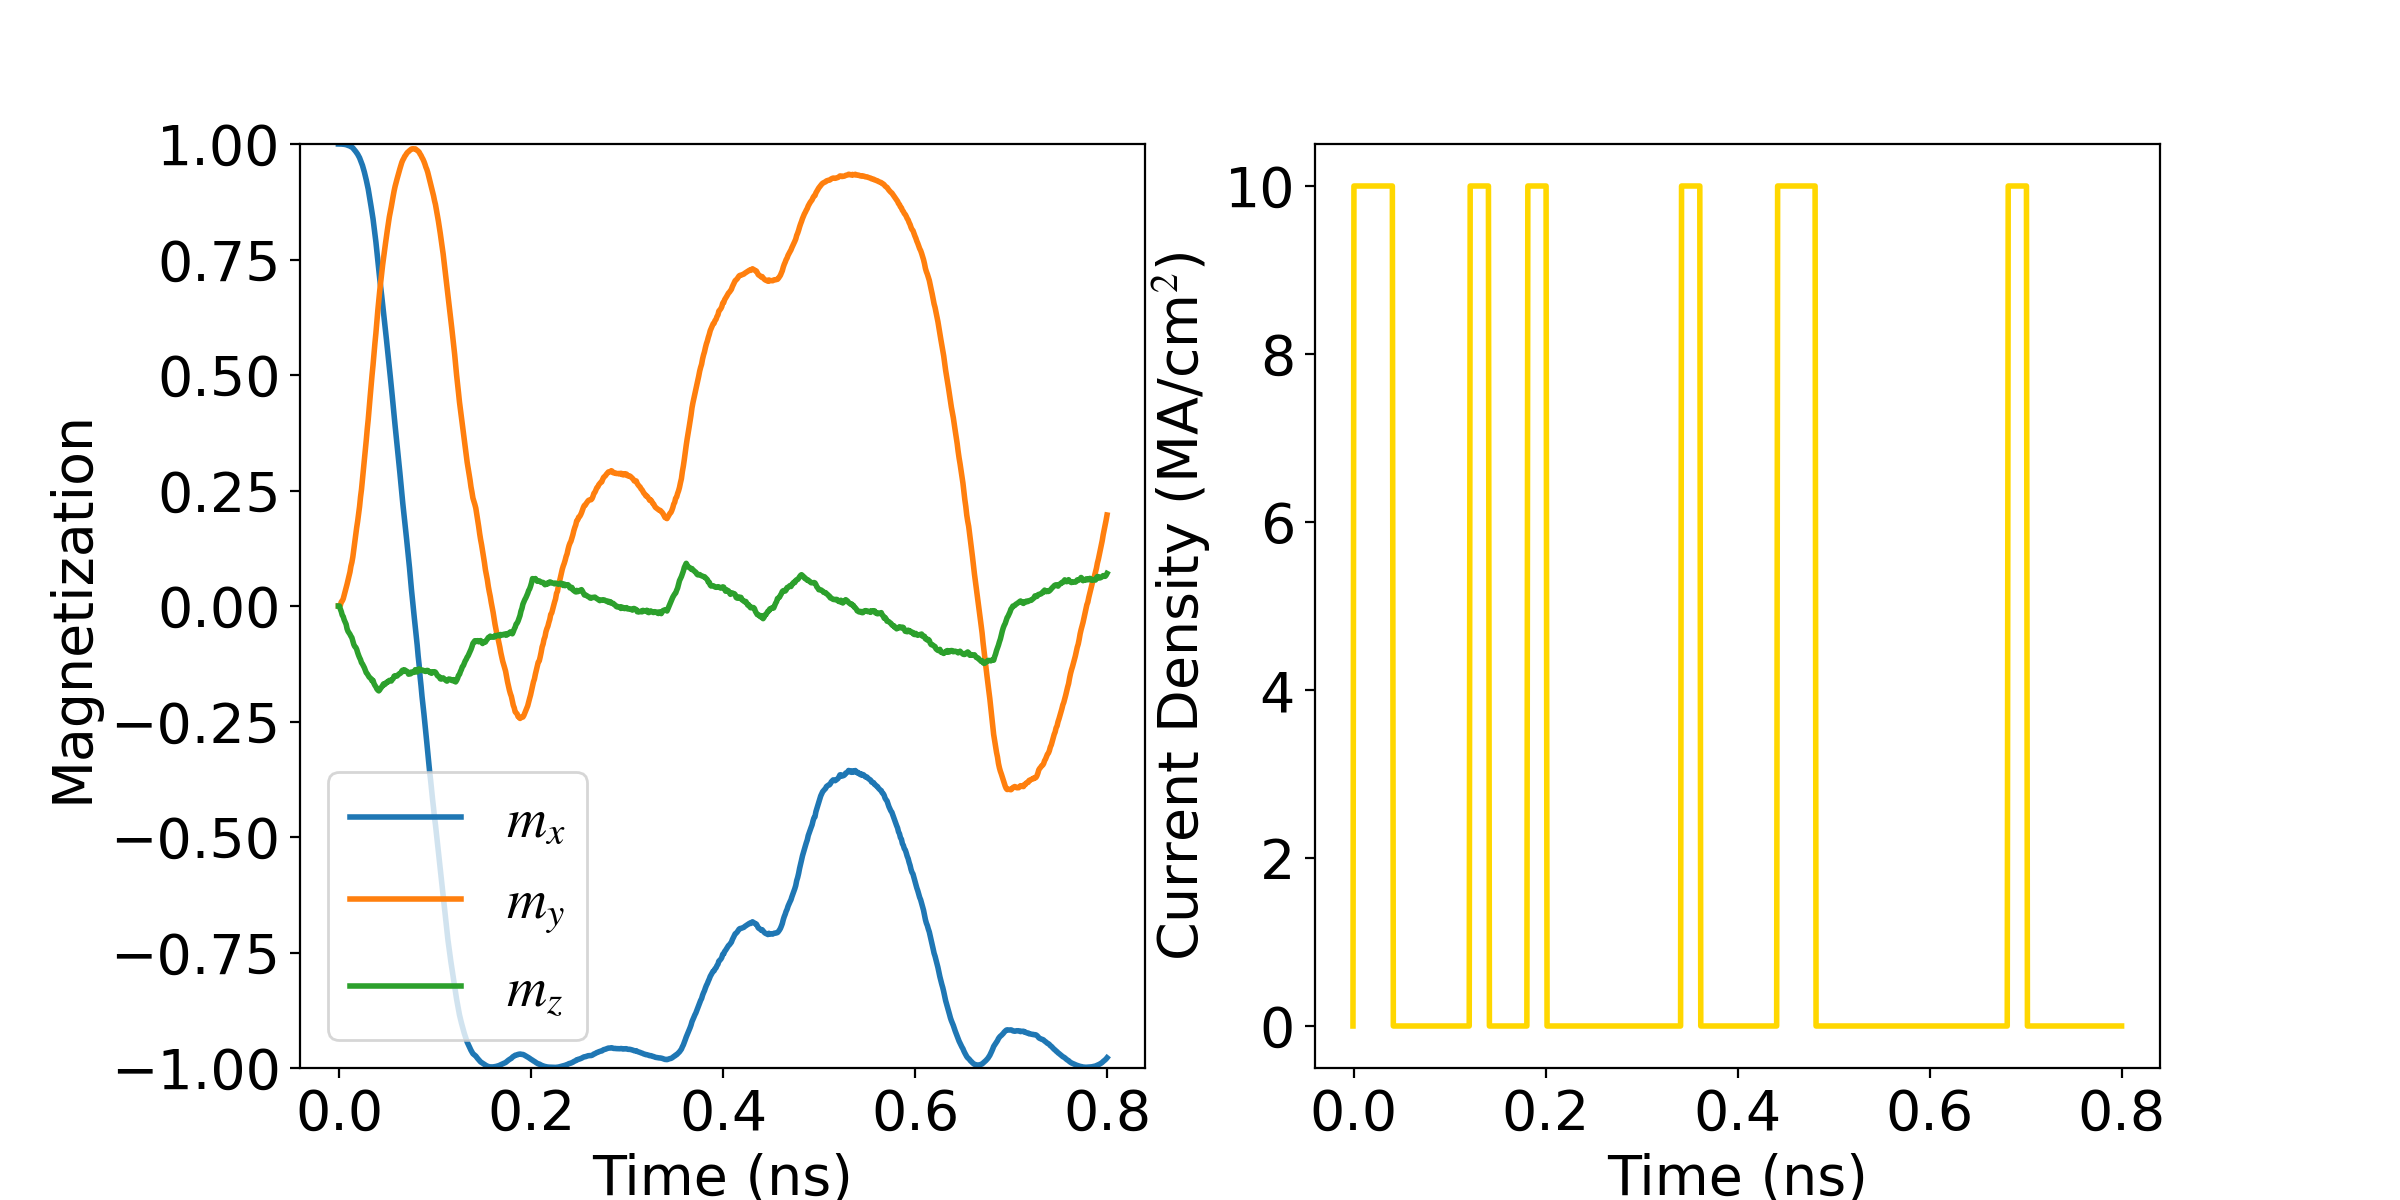 Magnetization
1.00
0.75
0.50
0.25
0.00
−0.25
−0.50
−0.75
−1.00
m_x
m_y
m_z
0.0 0.2 0.4 0.6 0.8
Time (ns)
Current Density (MA/cm²)
10
8
6
4
2
0
0.0 0.2 0.4 0.6 0.8
Time (ns)